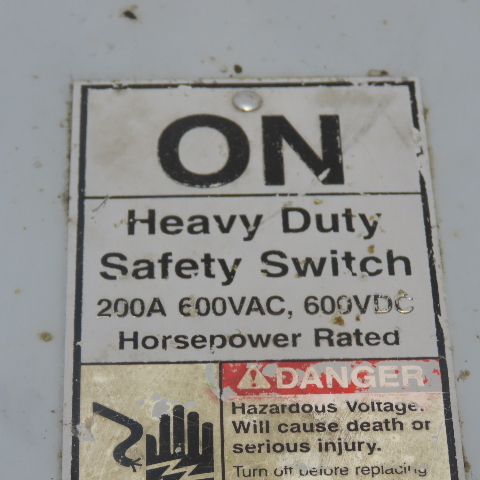 ON
Heavy Duty
Safety Switch
200A 600VAC, 600VDC
Horsepower Rated
DANGER
Hazardous Voltage.
Will cause death or
serious injury.
Turn off before replacing